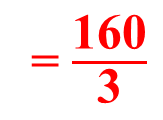 = 160/3